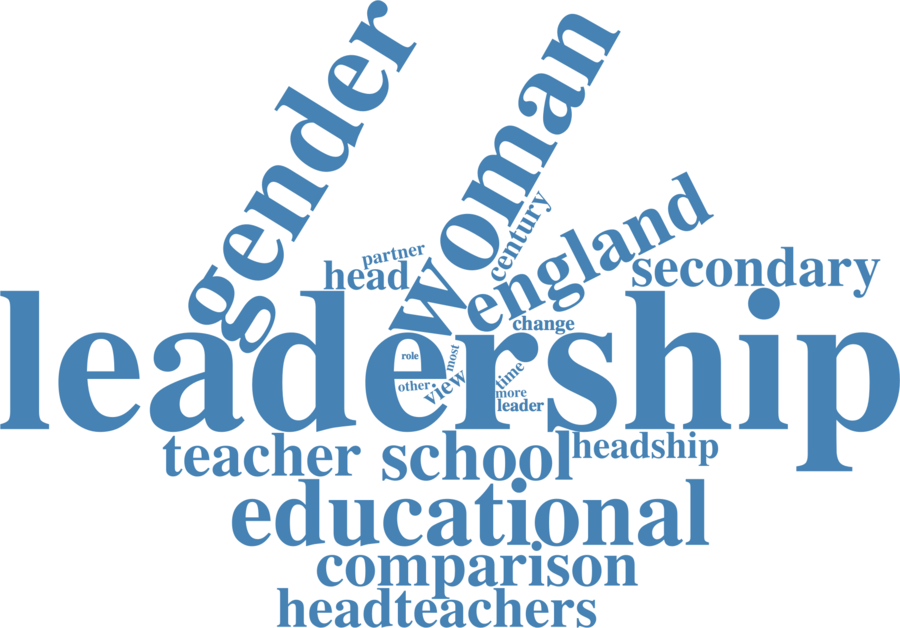 gender
woman
century
england
partner
head
secondary
leadership
change
role
most
other
view
time
more
leader
teacher
school
headship
educational
comparison
headteachers